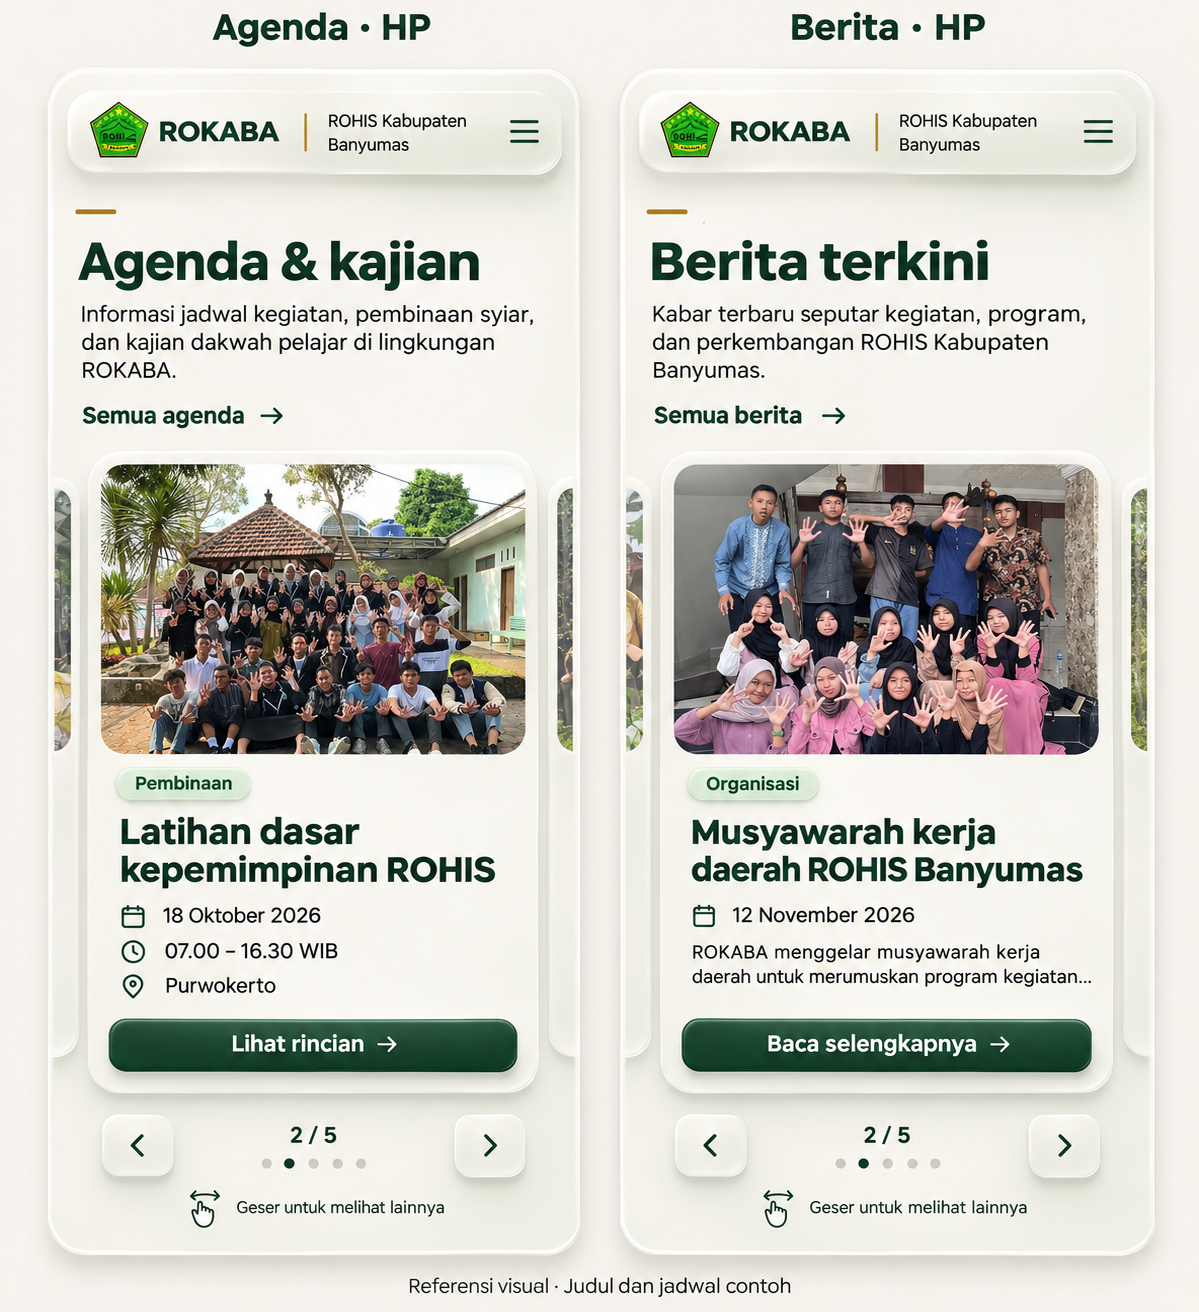 Agenda • HP
ROHIS
ROKABA
ROHIS Kabupaten
Banyumas
Agenda & kajian
Informasi jadwal kegiatan, pembinaan syiar,
dan kajian dakwah pelajar di lingkungan
ROKABA.
Semua agenda →
Pembinaan
Latihan dasar
kepemimpinan ROHIS
18 Oktober 2026
07.00 – 16.30 WIB
Purwokerto
Lihat rincian →
2 / 5
Geser untuk melihat lainnya
Berita • HP
ROHIS
ROKABA
ROHIS Kabupaten
Banyumas
Berita terkini
Kabar terbaru seputar kegiatan, program,
dan perkembangan ROHIS Kabupaten
Banyumas.
Semua berita →
Organisasi
Musyawarah kerja
daerah ROHIS Banyumas
12 November 2026
ROKABA menggelar musyawarah kerja
daerah untuk merumuskan program kegiatan...
Baca selengkapnya →
2 / 5
Geser untuk melihat lainnya
Referensi visual · Judul dan jadwal contoh